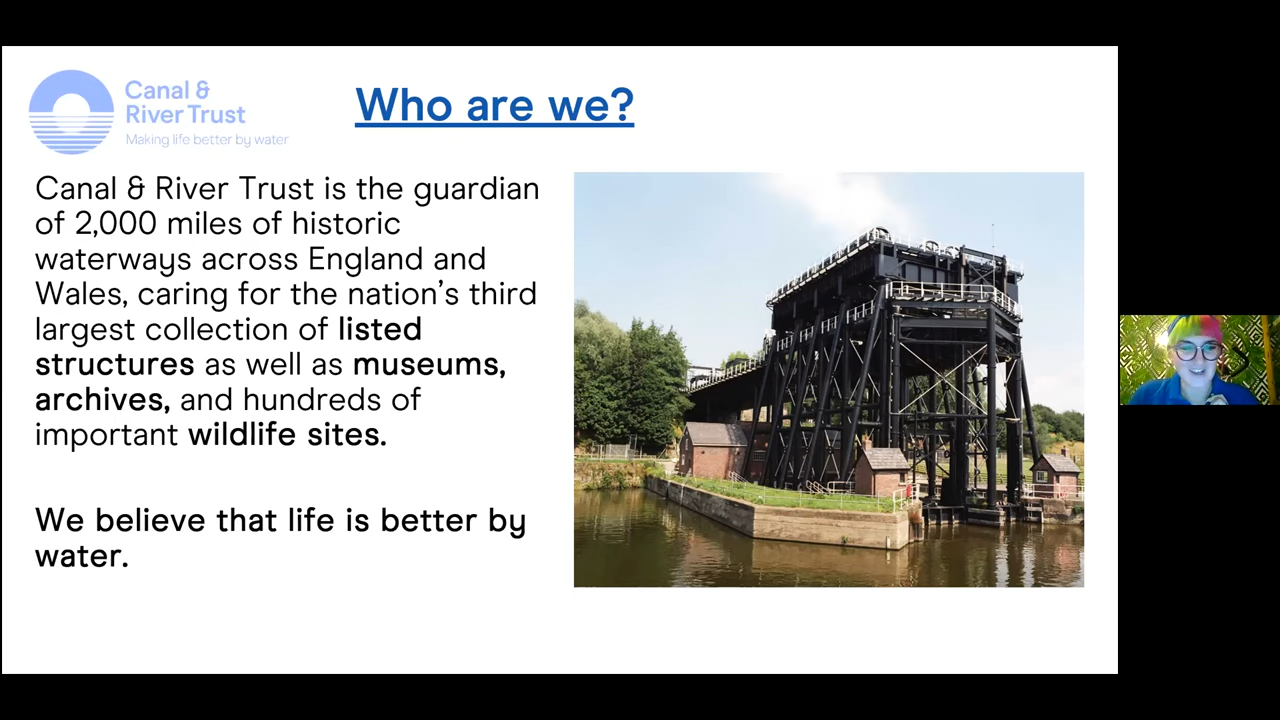 Canal &
River Trust
Making life better by water
Who are we?
Canal & River Trust is the guardian
of 2,000 miles of historic
waterways across England and
Wales, caring for the nation’s third
largest collection of listed
structures as well as museums,
archives, and hundreds of
important wildlife sites.
We believe that life is better by
water.